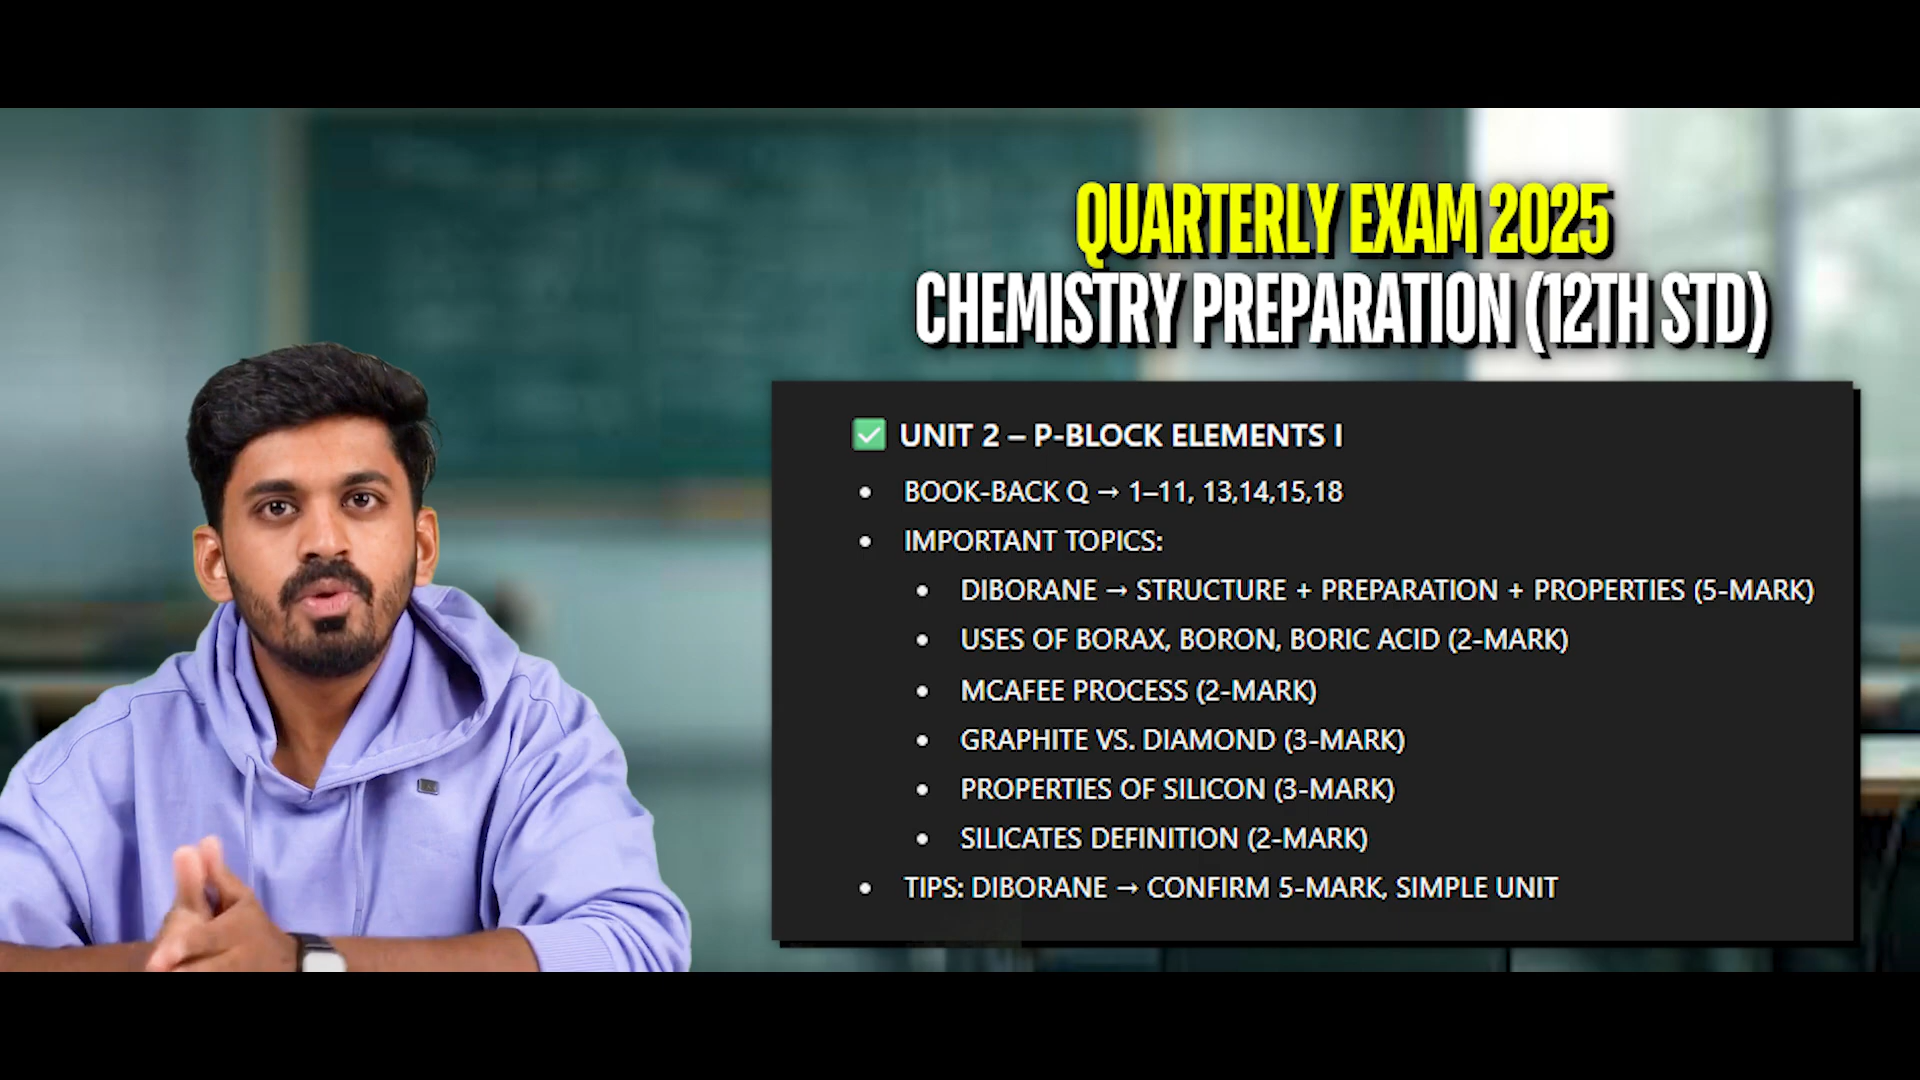 QUARTERLY EXAM 2025
CHEMISTRY PREPARATION (12TH STD)
✅ UNIT 2 – P-BLOCK ELEMENTS I
• BOOK-BACK Q → 1–11, 13,14,15,18
• IMPORTANT TOPICS:
• DIBORANE → STRUCTURE + PREPARATION + PROPERTIES (5-MARK)
• USES OF BORAX, BORON, BORIC ACID (2-MARK)
• MCAFEE PROCESS (2-MARK)
• GRAPHITE VS. DIAMOND (3-MARK)
• PROPERTIES OF SILICON (3-MARK)
• SILICATES DEFINITION (2-MARK)
• TIPS: DIBORANE → CONFIRM 5-MARK, SIMPLE UNIT